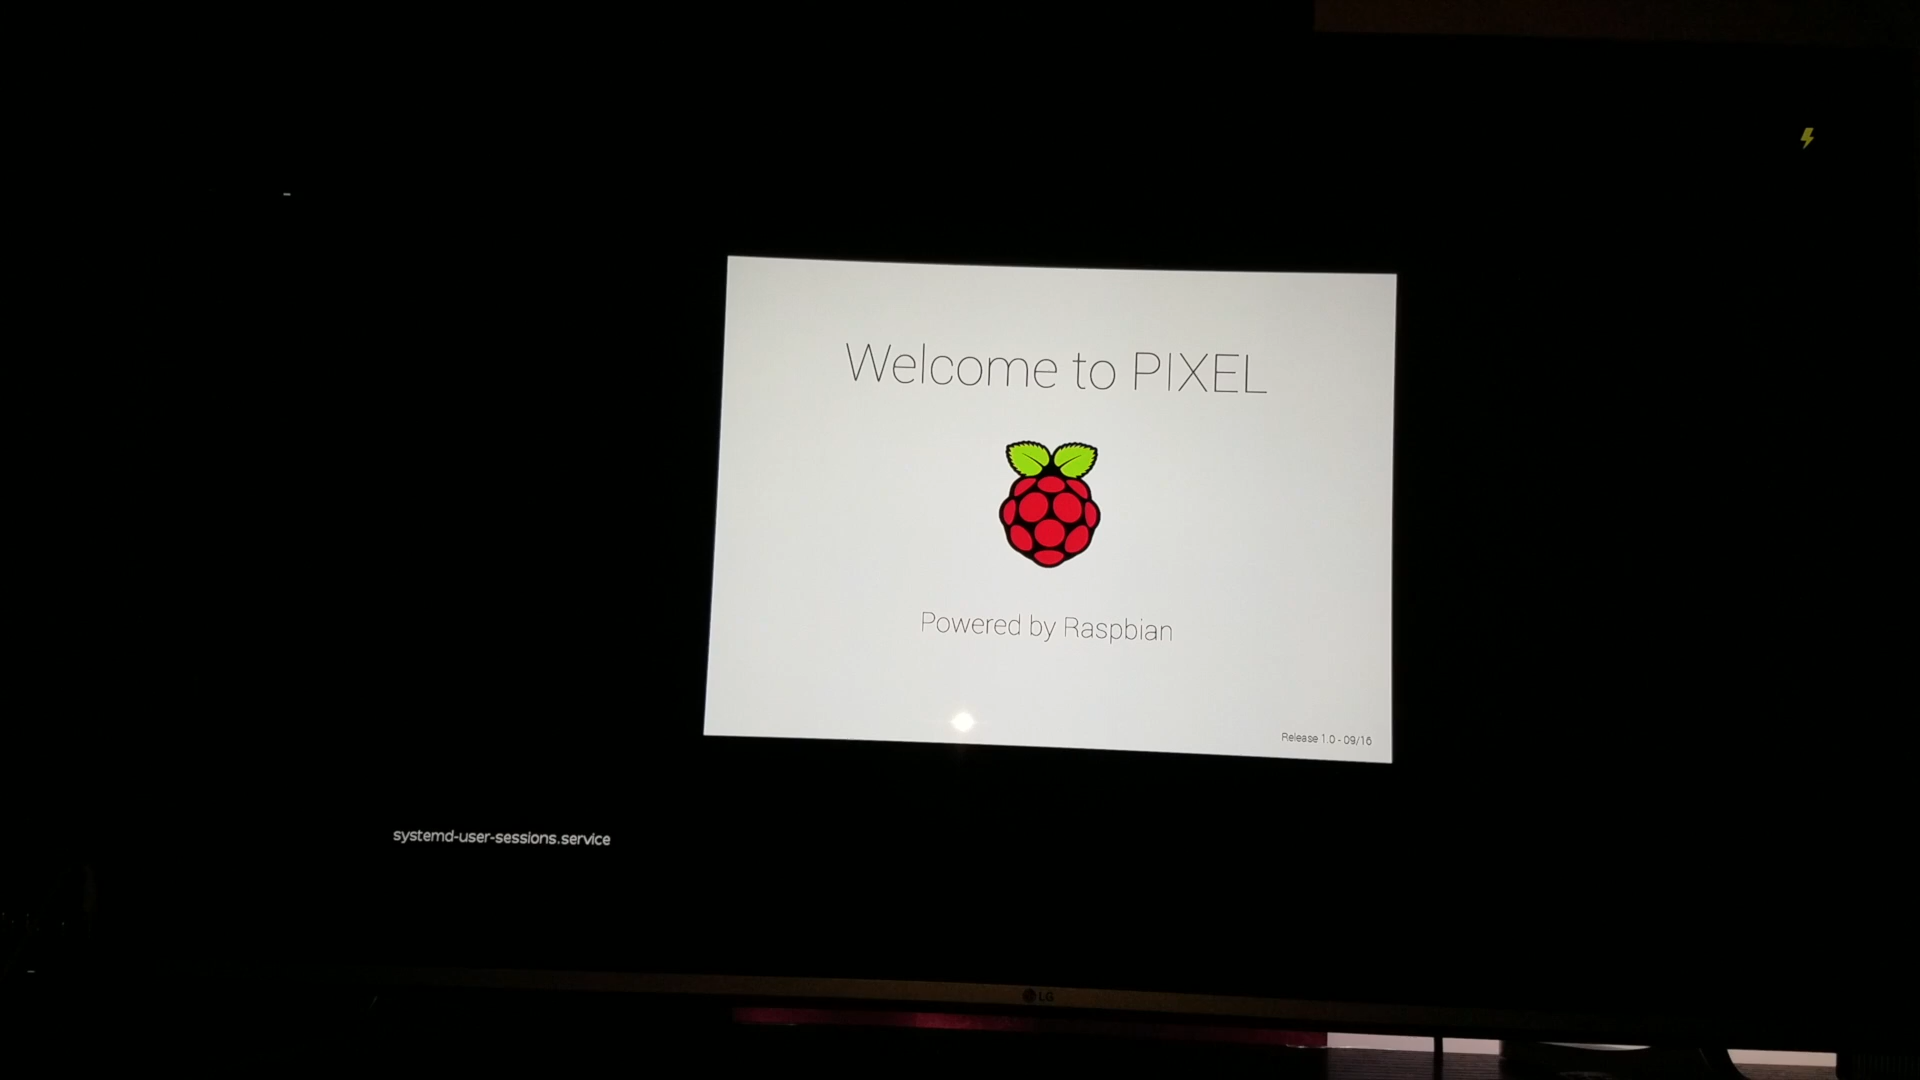 Welcome to PIXEL
Powered by Raspbian
Release 1.0 - 09/16
systemd-user-sessions.service
LG